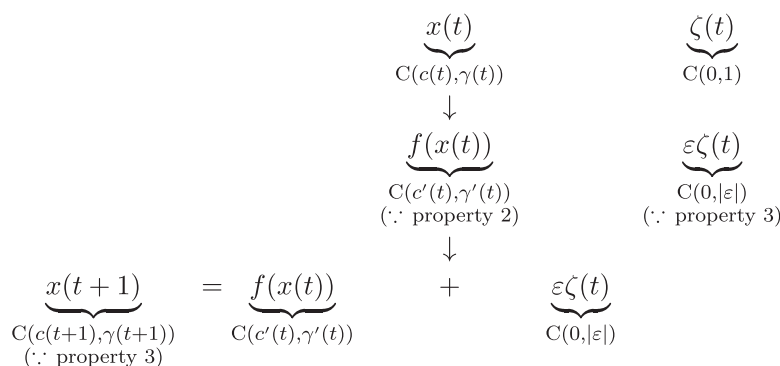 x(t) ζ(t)
C(c(t),γ(t)) C(0,1)
↓
f(x(t)) εζ(t)
C(c′(t),γ′(t)) C(0,|ε|)
(∵ property 2) (∵ property 3)
↓
x(t + 1) = f(x(t)) + εζ(t)
C(c(t+1),γ(t+1)) C(c′(t),γ′(t)) C(0,|ε|)
(∵ property 3)